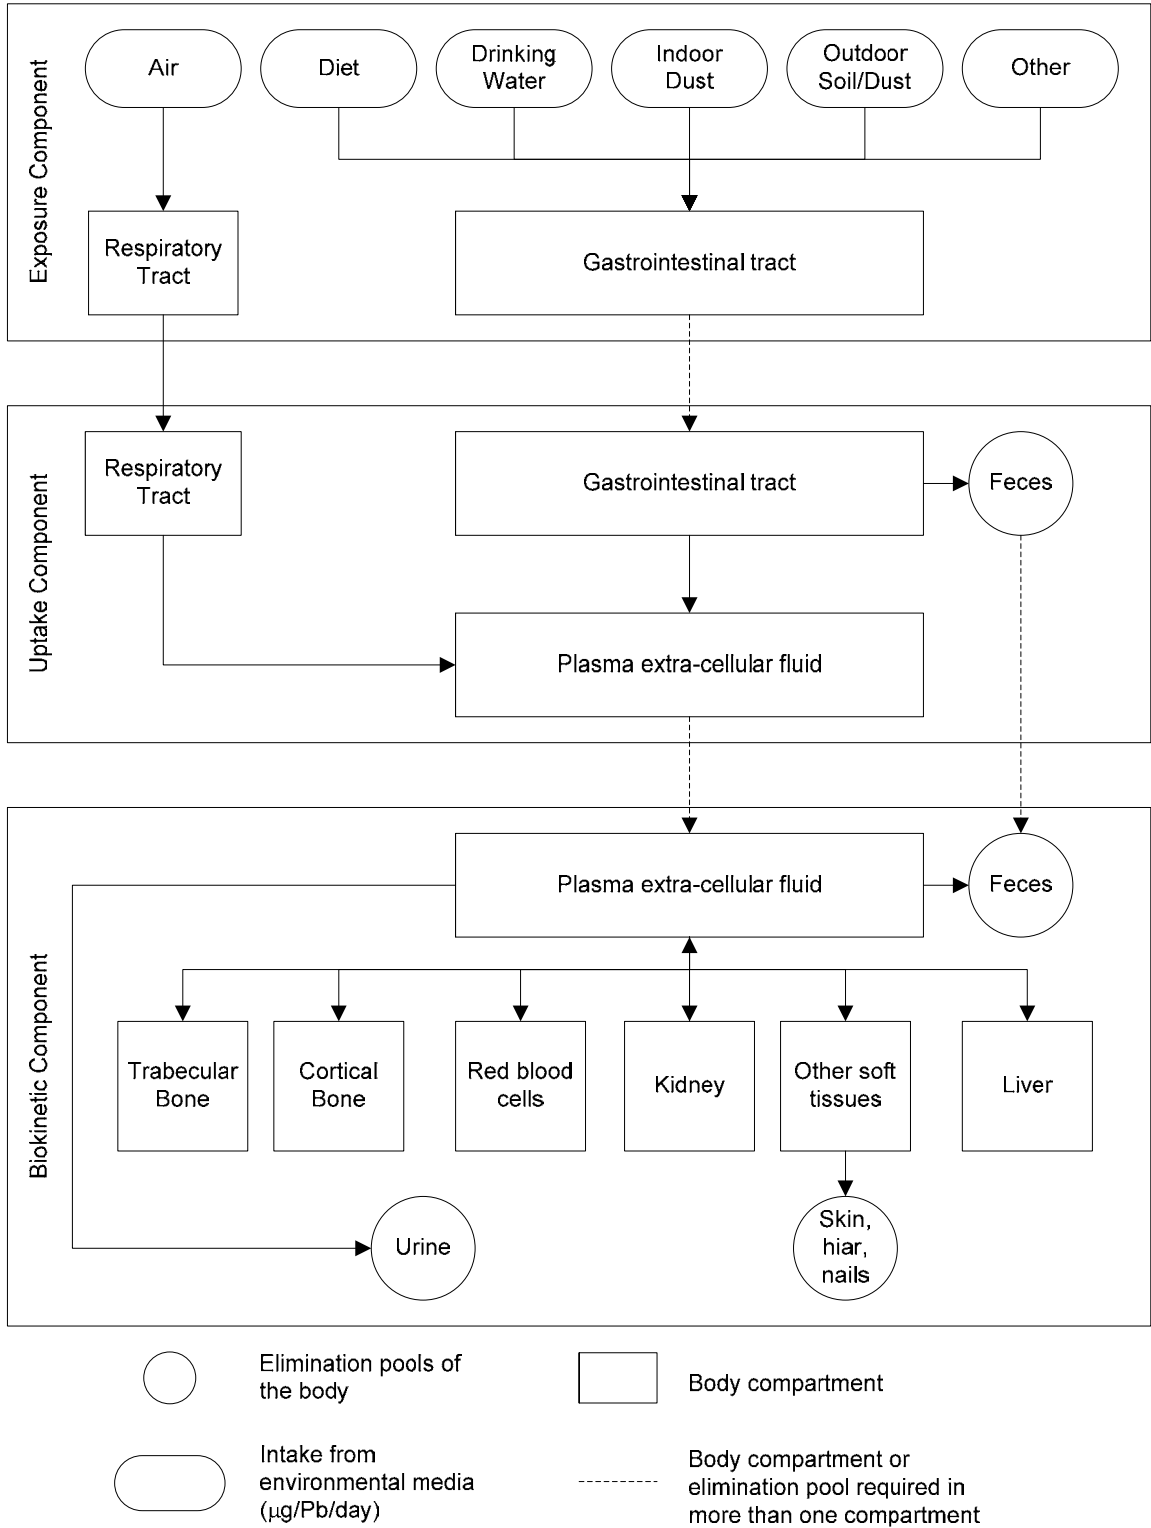 Exposure Component
Air
Diet
Drinking
Water
Indoor
Dust
Outdoor
Soil/Dust
Other
Respiratory
Tract
Gastrointestinal tract
Uptake Component
Respiratory
Tract
Gastrointestinal tract
Feces
Plasma extra-cellular fluid
Biokinetic Component
Plasma extra-cellular fluid
Feces
Trabecular
Bone
Cortical
Bone
Red blood
cells
Kidney
Other soft
tissues
Liver
Urine
Skin,
hiar,
nails
Elimination pools of
the body
Body compartment
Intake from
environmental media
(µg/Pb/day)
Body compartment or
elimination pool required in
more than one compartment